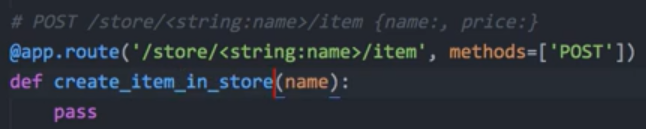 # POST /store/<string:name>/item {name:, price:}
@app.route('/store/<string:name>/item', methods=['POST'])
def create_item_in_store(name):
    pass